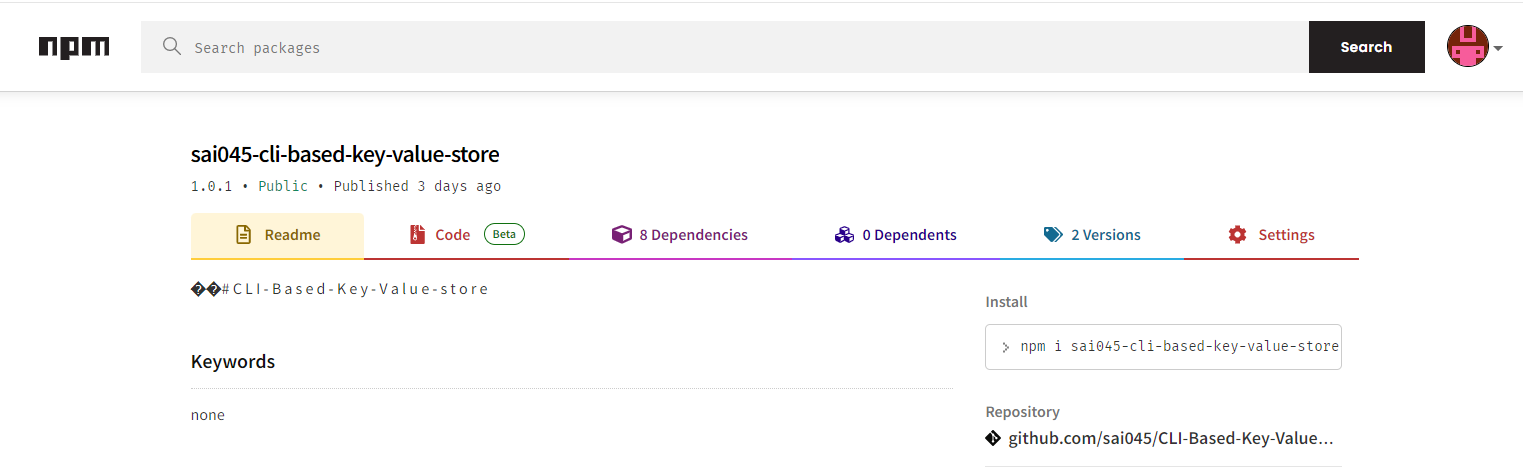 npm
Search packages
Search
sai045-cli-based-key-value-store
1.0.1 • Public • Published 3 days ago
Readme
Code Beta
8 Dependencies
0 Dependents
2 Versions
Settings
��#CLI-Based-Key-Value-store
Install
> npm i sai045-cli-based-key-value-store
Keywords
none
Repository
github.com/sai045/CLI-Based-Key-Value…